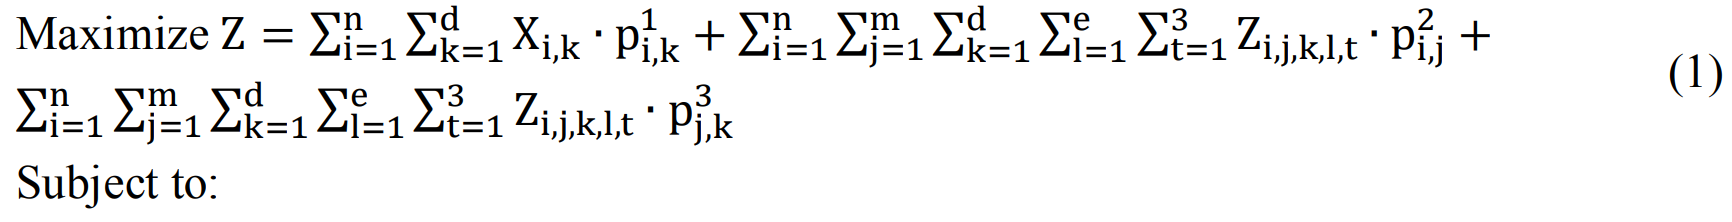 Maximize Z = ∑ⁿᵢ₌₁ ∑ᵈₖ₌₁ Xᵢ,ₖ · p¹ᵢ,ₖ + ∑ⁿᵢ₌₁ ∑ᵐⱼ₌₁ ∑ᵈₖ₌₁ ∑ᵉₗ₌₁ ∑³ₜ₌₁ Zᵢ,ⱼ,ₖ,ₗ,ₜ · p²ᵢ,ⱼ +
(1)
∑ⁿᵢ₌₁ ∑ᵐⱼ₌₁ ∑ᵈₖ₌₁ ∑ᵉₗ₌₁ ∑³ₜ₌₁ Zᵢ,ⱼ,ₖ,ₗ,ₜ · p³ⱼ,ₖ
Subject to: